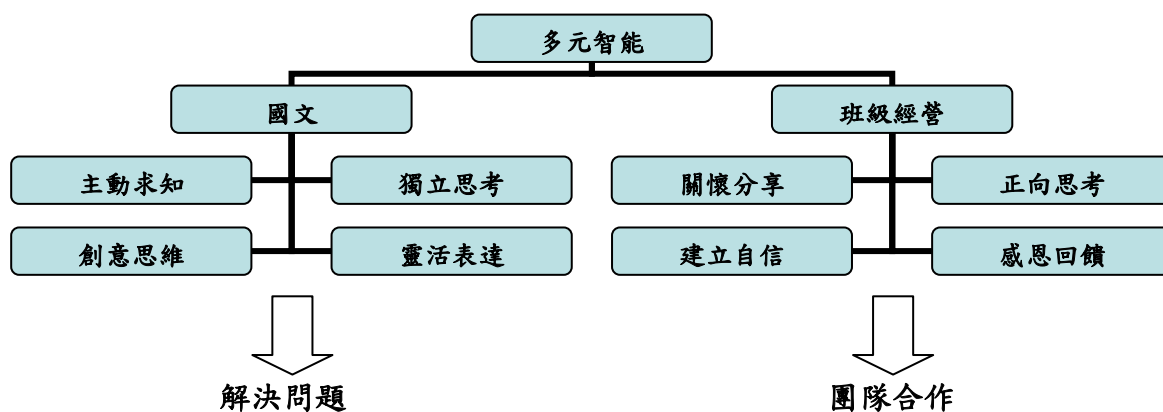 多元智能
國文
班級經營
主動求知
獨立思考
關懷分享
正向思考
創意思維
靈活表達
建立自信
感恩回饋
解決問題
團隊合作